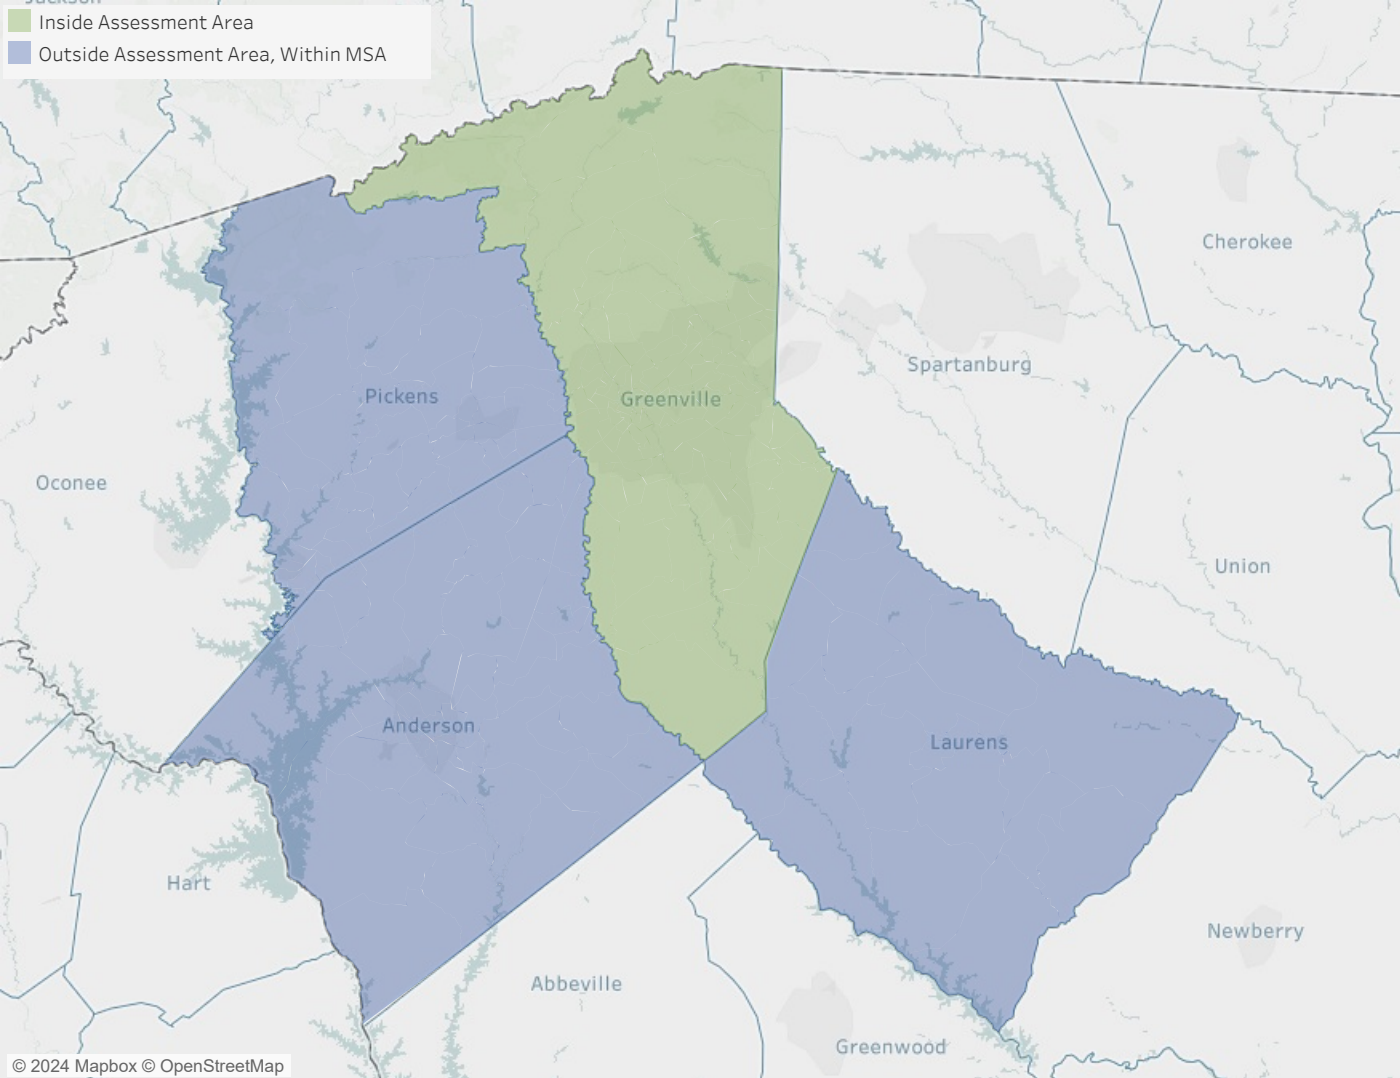 Jackson
Inside Assessment Area
Outside Assessment Area, Within MSA
Cherokee
Spartanburg
Pickens
Greenville
Oconee
Union
Anderson
Laurens
Hart
Newberry
Abbeville
Greenwood
© 2024 Mapbox © OpenStreetMap